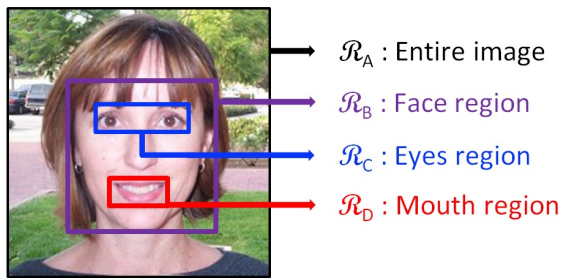 ℛA : Entire image
ℛB : Face region
ℛC : Eyes region
ℛD : Mouth region